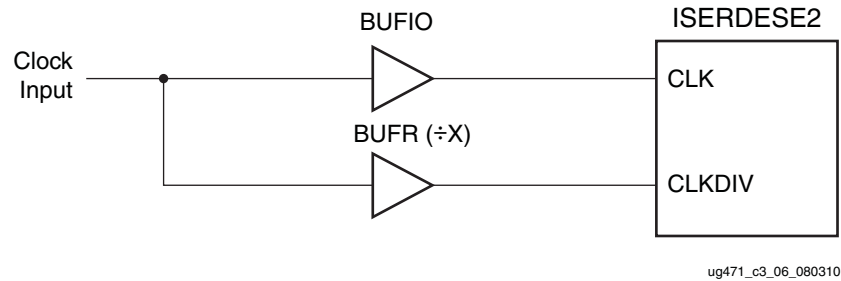 BUFIO
ISERDESE2
Clock
Input
CLK
BUFR (÷X)
CLKDIV
ug471_c3_06_080310